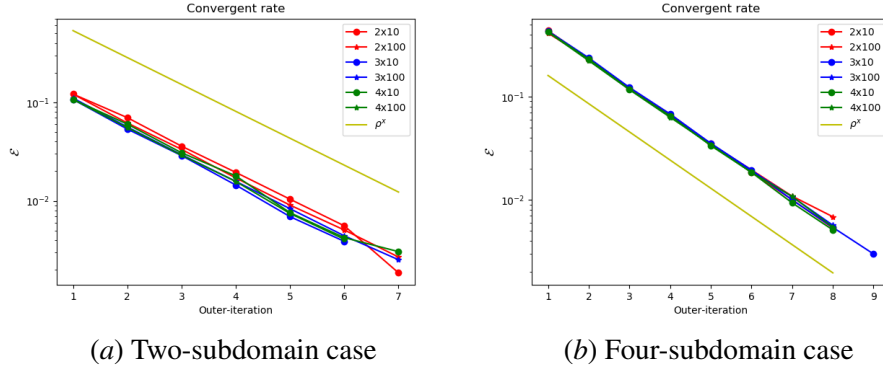 Convergent rate
2x10
2x100
3x10
3x100
4x10
4x100
ρ^x
10^-1
10^-2
ε
1 2 3 4 5 6 7
Outer-iteration
(a) Two-subdomain case
Convergent rate
2x10
2x100
3x10
3x100
4x10
4x100
ρ^x
10^-1
10^-2
ε
1 2 3 4 5 6 7 8 9
Outer-iteration
(b) Four-subdomain case